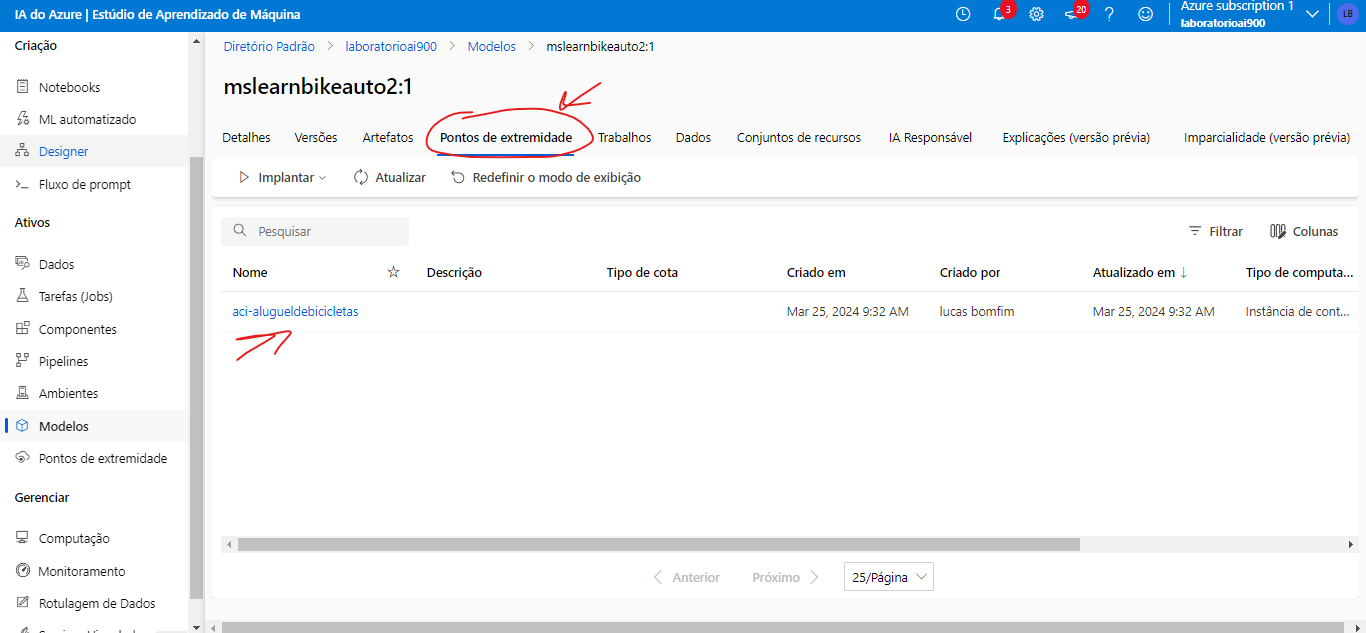 IA do Azure | Estúdio de Aprendizado de Máquina
3
20
Azure subscription 1
laboratorioai900
LB
Criação
Notebooks
ML automatizado
Designer
Fluxo de prompt
Ativos
Dados
Tarefas (Jobs)
Componentes
Pipelines
Ambientes
Modelos
Pontos de extremidade
Gerenciar
Computação
Monitoramento
Rotulagem de Dados
Diretório Padrão > laboratorioai900 > Modelos > mslearnbikeauto2:1
mslearnbikeauto2:1
Detalhes Versões Artefatos Pontos de extremidade Trabalhos Dados Conjuntos de recursos IA Responsável Explicações (versão prévia) Imparcialidade (versão prévia)
Implantar Atualizar Redefinir o modo de exibição
Pesquisar Filtrar Colunas
Nome Descrição Tipo de cota Criado em Criado por Atualizado em ↓ Tipo de computa...
aci-alugueldebicicletas Mar 25, 2024 9:32 AM lucas bomfim Mar 25, 2024 9:32 AM Instância de cont...
< Anterior Próximo > 25/Página